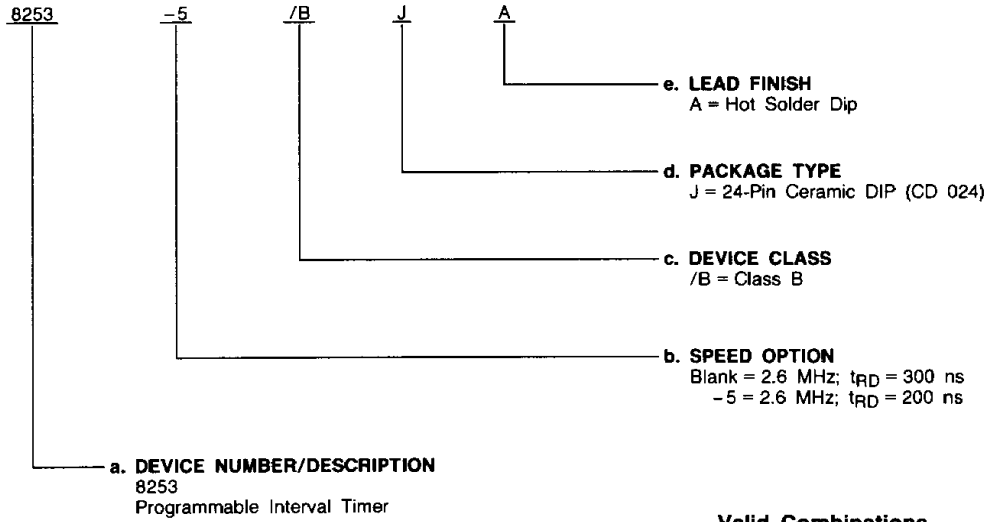 8253 -5 /B J A
e. LEAD FINISH
A = Hot Solder Dip
d. PACKAGE TYPE
J = 24-Pin Ceramic DIP (CD 024)
c. DEVICE CLASS
/B = Class B
b. SPEED OPTION
Blank = 2.6 MHz; tRD = 300 ns
-5 = 2.6 MHz; tRD = 200 ns
a. DEVICE NUMBER/DESCRIPTION
8253
Programmable Interval Timer
Valid Combinations